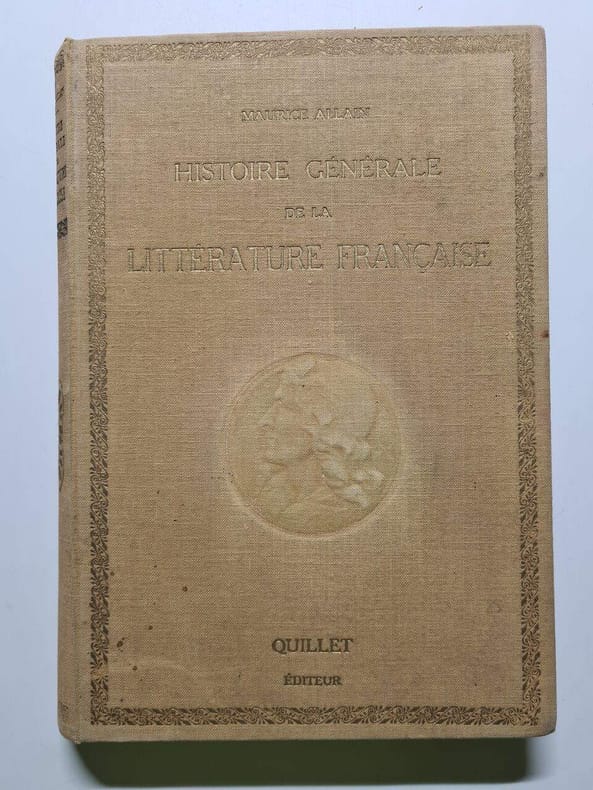 MAURICE ALLAIN
HISTOIRE GÉNÉRALE
DE LA
LITTÉRATURE FRANÇAISE
QUILLET
ÉDITEUR